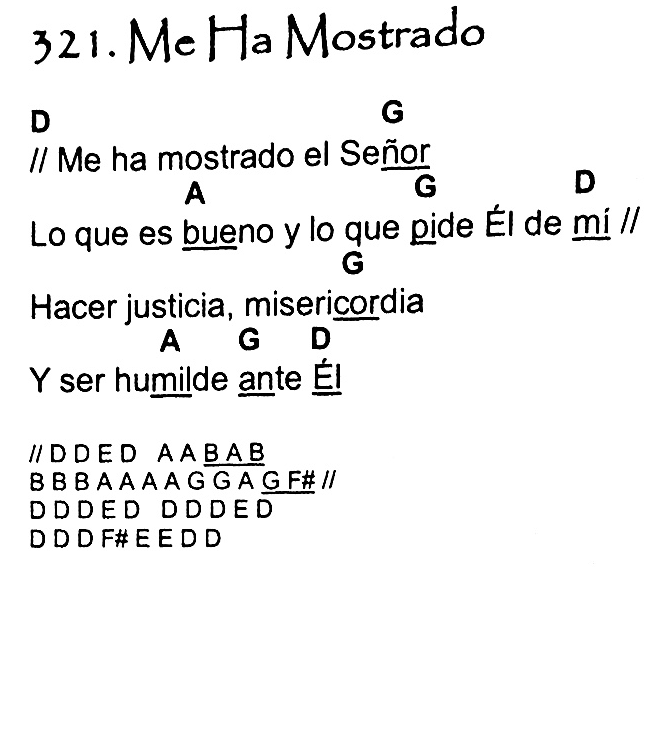 321. Me Ha Mostrado
D G
// Me ha mostrado el Señor
A G D
Lo que es bueno y lo que pide Él de mí //
G
Hacer justicia, misericordia
A G D
Y ser humilde ante Él
// D D E D A A B A B
B B B A A A A G G A G F# //
D D D E D D D D E D
D D D F# E E D D